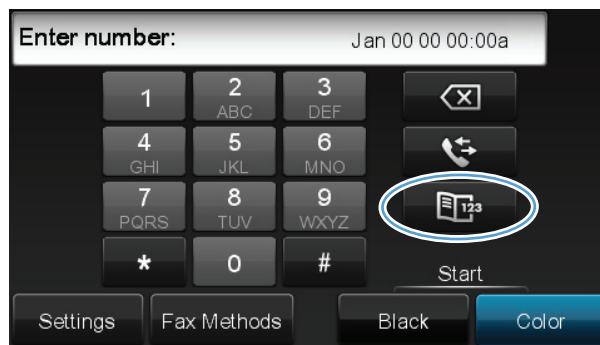 Enter number: Jan 00 00 00:00a
1 2 3
ABC DEF
4 5 6
GHI JKL MNO
7 8 9
PQRS TUV WXYZ
123
* 0 #
Start
Settings Fax Methods Black Color